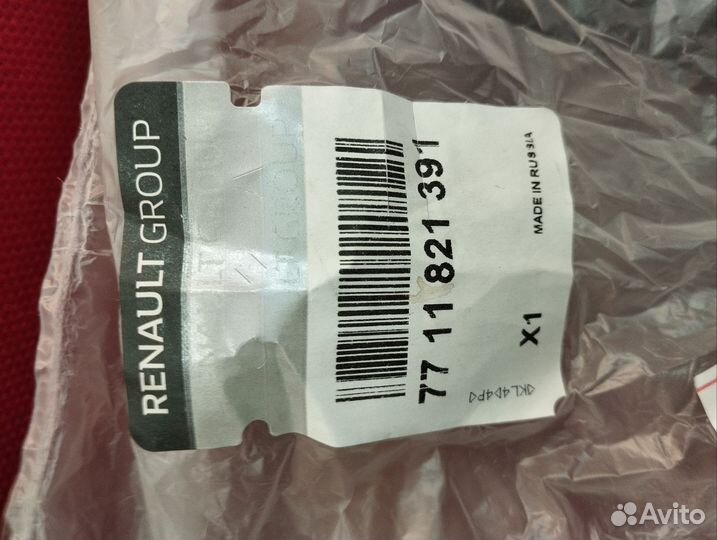 RENAULT GROUP
77 11 821 391
X1
MADE IN RUSSIA
Avito